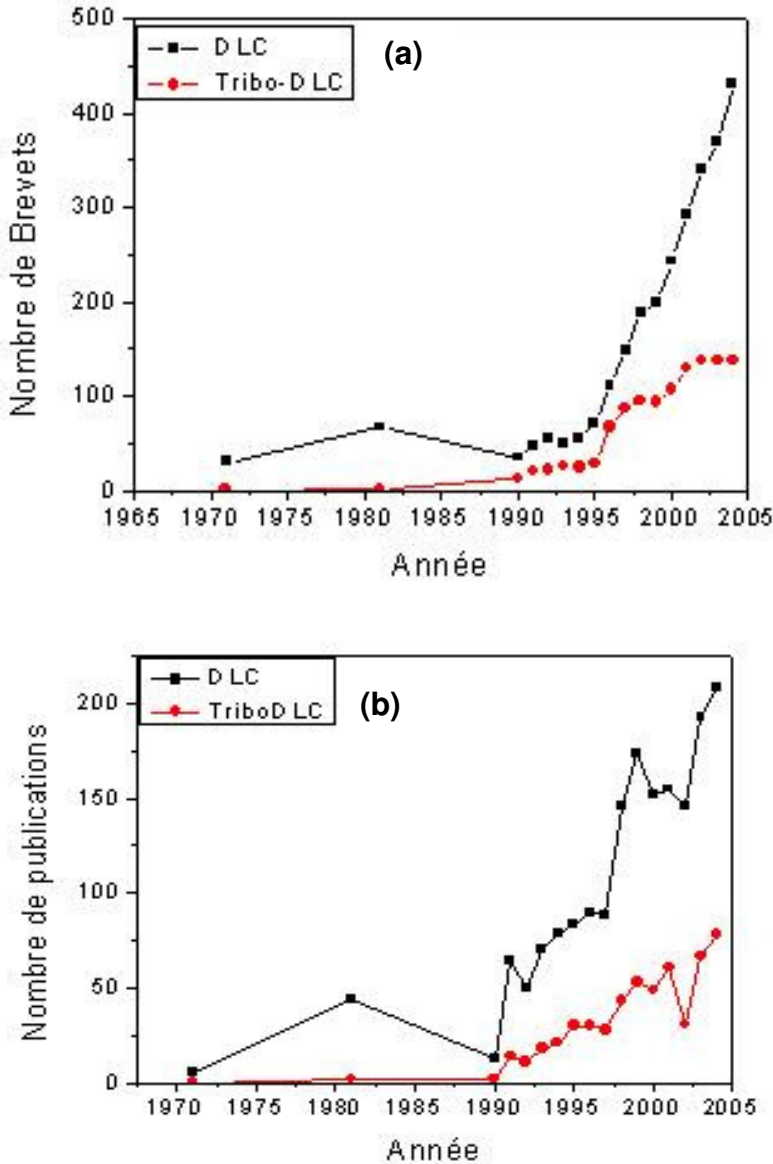 500
400
300
200
100
0
D LC
Tribo-D LC
(a)
Nombre de Brevets
1965 1970 1975 1980 1985 1990 1995 2000 2005
Année
200
150
100
50
0
D LC
TriboD LC
(b)
Nombre de publications
1970 1975 1980 1985 1990 1995 2000 2005
Année